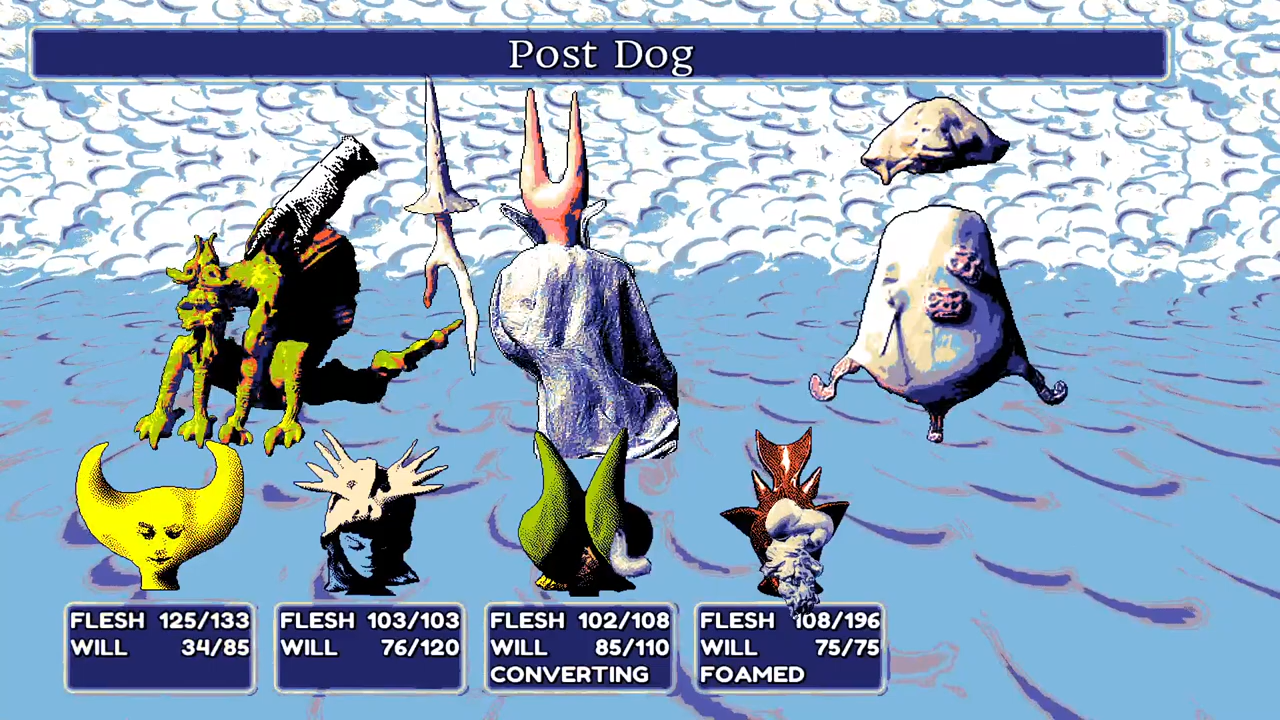 Post Dog
FLESH 125/133
WILL 34/85
FLESH 103/103
WILL 76/120
FLESH 102/108
WILL 85/110
CONVERTING
FLESH 108/196
WILL 75/75
FOAMED